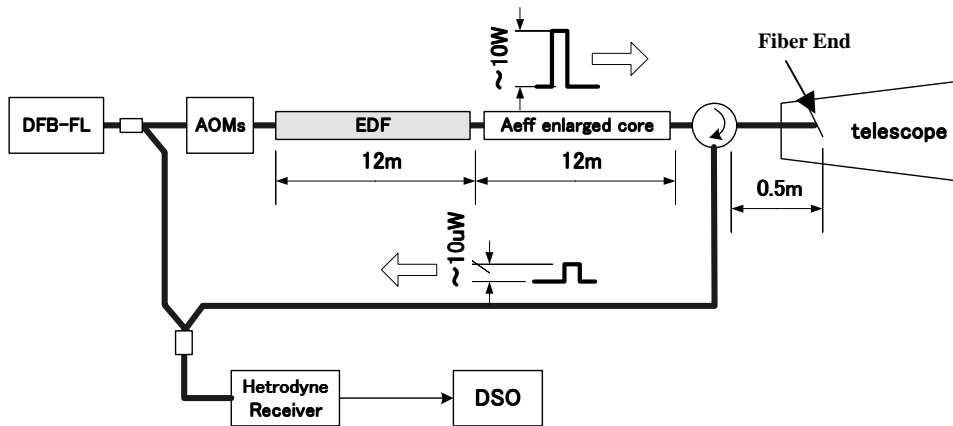 ~10W
Fiber End
DFB-FL
AOMs
EDF
Aeff enlarged core
telescope
12m
12m
0.5m
~10uW
Hetrodyne
Receiver
DSO